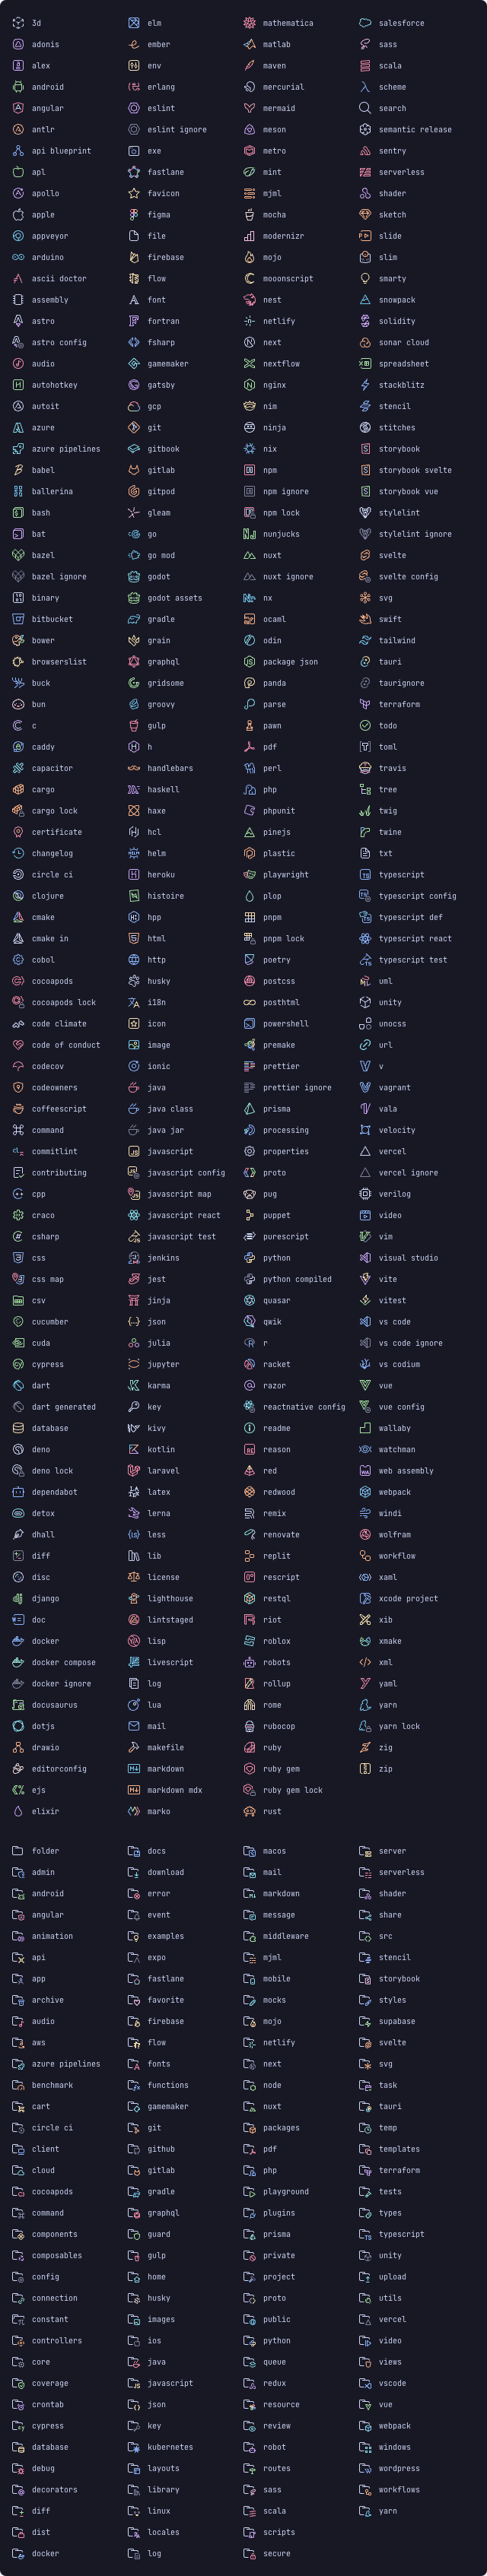 3d
adonis
alex
android
angular
antlr
api blueprint
apl
apollo
apple
appveyor
arduino
ascii doctor
assembly
astro
astro config
audio
autohotkey
autoit
azure
azure pipelines
babel
ballerina
bash
bat
bazel
bazel ignore
binary
bitbucket
bower
browserslist
buck
bun
c
caddy
capacitor
cargo
cargo lock
certificate
changelog
circle ci
clojure
cmake
cmake in
cobol
cocoapods
cocoapods lock
code climate
code of conduct
codecov
codeowners
coffeescript
command
commitlint
contributing
cpp
craco
csharp
css
css map
csv
cucumber
cuda
cypress
dart
dart generated
database
deno
deno lock
dependabot
detox
dhall
diff
disc
django
doc
docker
docker compose
docker ignore
docusaurus
dotjs
drawio
editorconfig
ejs
elixir
elm
ember
env
erlang
eslint
eslint ignore
exe
fastlane
favicon
figma
file
firebase
flow
font
fortran
fsharp
gamemaker
gatsby
gcp
git
gitbook
gitlab
gitpod
gleam
go
go mod
godot
godot assets
gradle
grain
graphql
gridsome
groovy
gulp
h
handlebars
haskell
haxe
hcl
helm
heroku
histoire
hpp
html
http
husky
i18n
icon
image
ionic
java
java class
java jar
javascript
javascript config
javascript map
javascript react
javascript test
jenkins
jest
jinja
json
julia
jupyter
karma
key
kivy
kotlin
laravel
latex
lerna
less
lib
license
lighthouse
lintstaged
lisp
livescript
log
lua
mail
makefile
markdown
markdown mdx
marko
mathematica
matlab
maven
mercurial
mermaid
meson
metro
mint
mjml
mocha
modernizr
mojo
mooonscript
nest
netlify
next
nextflow
nginx
nim
ninja
nix
npm
npm ignore
npm lock
nunjucks
nuxt
nuxt ignore
nx
ocaml
odin
package json
panda
parse
pawn
pdf
perl
php
phpunit
pinejs
plastic
playwright
plop
pnpm
pnpm lock
poetry
postcss
posthtml
powershell
premake
prettier
prettier ignore
prisma
processing
properties
proto
pug
puppet
purescript
python
python compiled
quasar
qwik
r
racket
razor
reactnative config
readme
reason
red
redwood
remix
renovate
replit
rescript
restql
riot
roblox
robots
rollup
rome
rubocop
ruby
ruby gem
ruby gem lock
rust
salesforce
sass
scala
scheme
search
semantic release
sentry
serverless
shader
sketch
slide
slim
smarty
snowpack
solidity
sonar cloud
spreadsheet
stackblitz
stencil
stitches
storybook
storybook svelte
storybook vue
stylelint
stylelint ignore
svelte
svelte config
svg
swift
tailwind
tauri
taurignore
terraform
todo
toml
travis
tree
twig
twine
txt
typescript
typescript config
typescript def
typescript react
typescript test
uml
unity
unocss
url
v
vagrant
vala
velocity
vercel
vercel ignore
verilog
video
vim
visual studio
vite
vitest
vs code
vs code ignore
vs codium
vue
vue config
wallaby
watchman
web assembly
webpack
windi
wolfram
workflow
xaml
xcode project
xib
xmake
xml
yaml
yarn
yarn lock
zig
zip
folder
admin
android
angular
animation
api
app
archive
audio
aws
azure pipelines
benchmark
cart
circle ci
client
cloud
cocoapods
command
components
composables
config
connection
constant
controllers
core
coverage
crontab
cypress
database
debug
decorators
diff
dist
docker
docs
download
error
event
examples
expo
fastlane
favorite
firebase
flow
fonts
functions
gamemaker
git
github
gitlab
gradle
graphql
guard
gulp
home
husky
images
ios
java
javascript
json
key
kubernetes
layouts
library
linux
locales
log
macos
mail
markdown
message
middleware
mjml
mobile
mocks
mojo
netlify
next
node
nuxt
packages
pdf
php
playground
plugins
prisma
private
project
proto
public
python
queue
redux
resource
review
robot
routes
sass
scala
scripts
secure
server
serverless
shader
share
src
stencil
storybook
styles
supabase
svelte
svg
task
tauri
temp
templates
terraform
tests
types
typescript
unity
upload
utils
vercel
video
views
vscode
vue
webpack
windows
wordpress
workflows
yarn